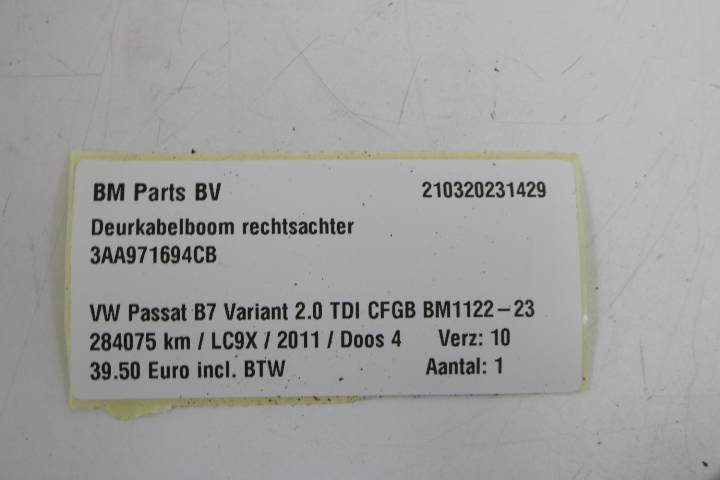 BM Parts BV 210320231429
Deurkabelboom rechtsachter
3AA971694CB
VW Passat B7 Variant 2.0 TDI CFGB BM1122-23
284075 km / LC9X / 2011 / Doos 4 Verz: 10
39.50 Euro incl. BTW Aantal: 1